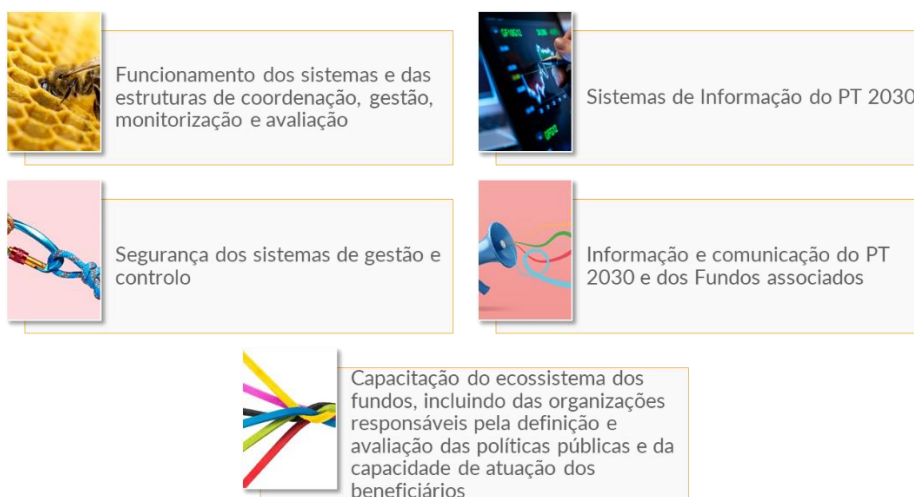 Funcionamento dos sistemas e das
estruturas de coordenação, gestão,
monitorização e avaliação
Sistemas de Informação do PT 2030
Segurança dos sistemas de gestão e
controlo
Informação e comunicação do PT
2030 e dos Fundos associados
Capacitação do ecossistema dos
fundos, incluindo das organizações
responsáveis pela definição e
avaliação das políticas públicas e da
capacidade de atuação dos
beneficiários